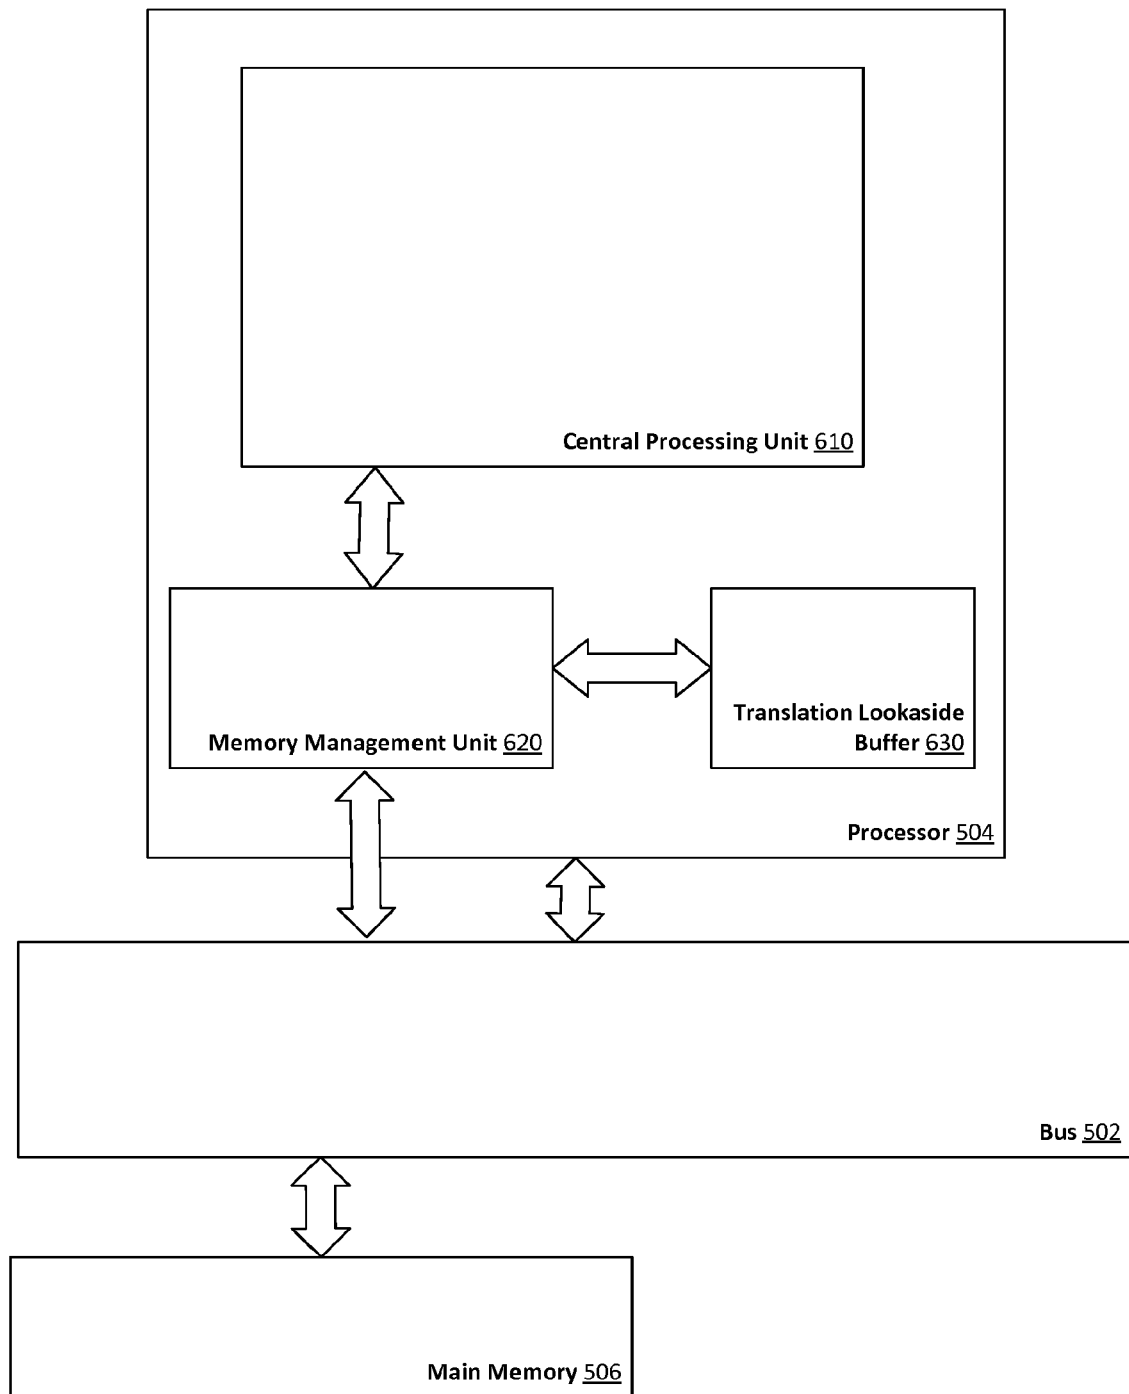 Central Processing Unit 610
Memory Management Unit 620
Translation Lookaside
Buffer 630
Processor 504
Bus 502
Main Memory 506